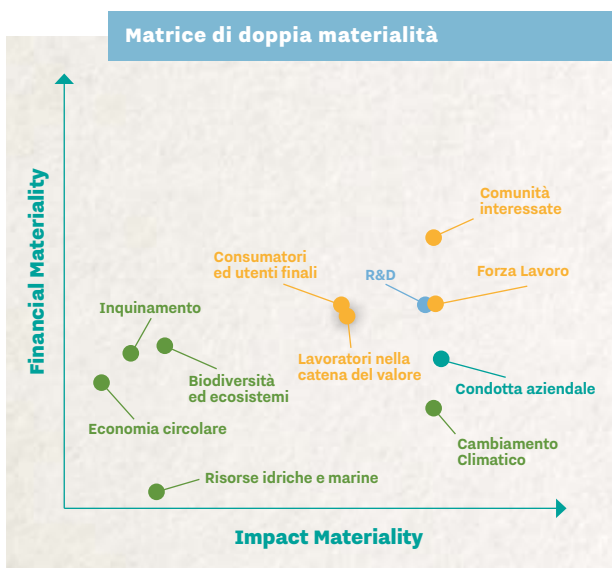 Matrice di doppia materialità
Financial Materiality
Comunità
interessate
Consumatori
ed utenti finali
R&D
Forza Lavoro
Inquinamento
Lavoratori nella
catena del valore
Biodiversità
ed ecosistemi
Condotta aziendale
Economia circolare
Cambiamento
Climatico
Risorse idriche e marine
Impact Materiality